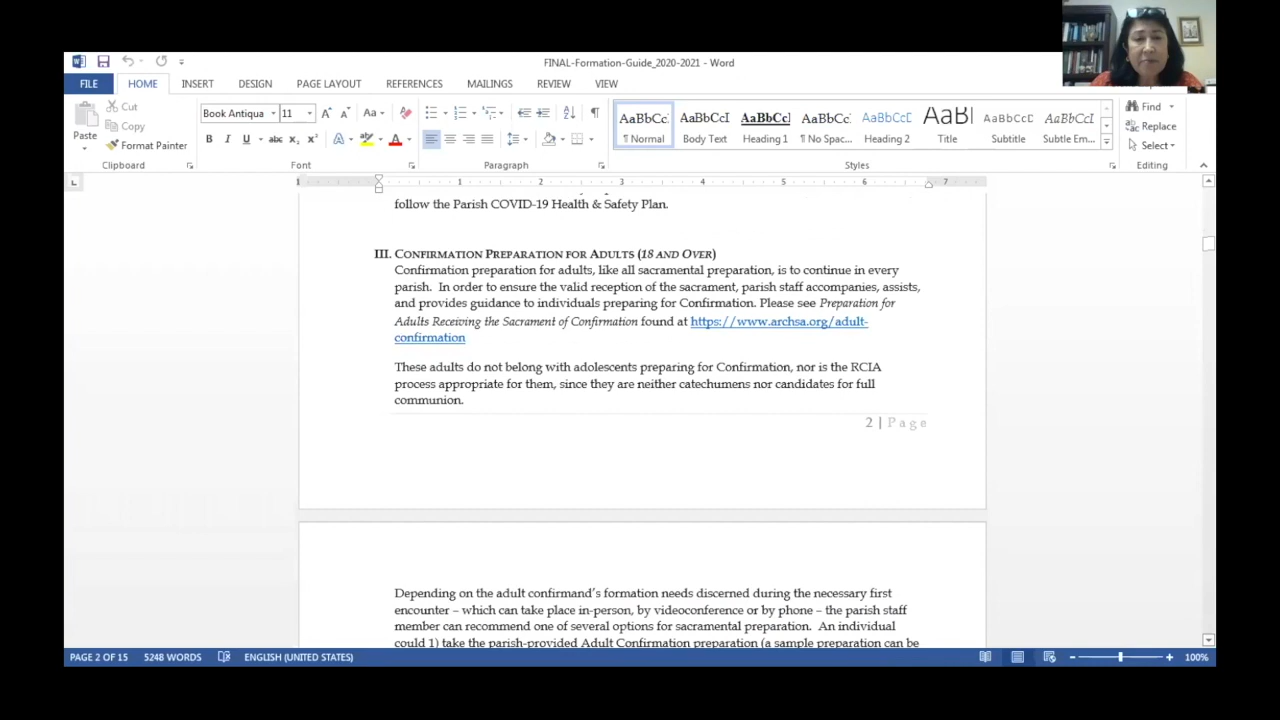 FINAL-Formation-Guide_2020-2021 - Word
FILE HOME INSERT DESIGN PAGE LAYOUT REFERENCES MAILINGS REVIEW VIEW
Paste
Cut
Copy
Format Painter
Clipboard
Book Antiqua 11
Font
Paragraph
AaBbCc AaBbCcI AaBbCcI AaBbCc AaBbCcD AaBl AaBbCcD AaBbCcD
¶ Normal Body Text Heading 1 ¶ No Spac... Heading 2 Title Subtitle Subtle Em...
Styles
Find
Replace
Select
Editing
1 1 2 3 4 5 6 7
follow the Parish COVID-19 Health & Safety Plan.
III. CONFIRMATION PREPARATION FOR ADULTS (18 AND OVER)
Confirmation preparation for adults, like all sacramental preparation, is to continue in every
parish. In order to ensure the valid reception of the sacrament, parish staff accompanies, assists,
and provides guidance to individuals preparing for Confirmation. Please see Preparation for
Adults Receiving the Sacrament of Confirmation found at https://www.archsa.org/adult-
confirmation
These adults do not belong with adolescents preparing for Confirmation, nor is the RCIA
process appropriate for them, since they are neither catechumens nor candidates for full
communion.
2 | Page
Depending on the adult confirmand's formation needs discerned during the necessary first
encounter – which can take place in-person, by videoconference or by phone – the parish staff
member can recommend one of several options for sacramental preparation. An individual
could 1) take the parish-provided Adult Confirmation preparation (a sample preparation can be
PAGE 2 OF 15 5248 WORDS ENGLISH (UNITED STATES) 100%